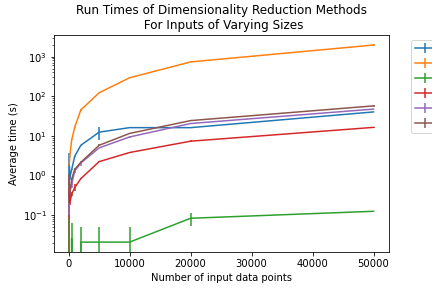 Run Times of Dimensionality Reduction Methods
For Inputs of Varying Sizes
Average time (s)
10³
10²
10¹
10⁰
10⁻¹
0 10000 20000 30000 40000 50000
Number of input data points